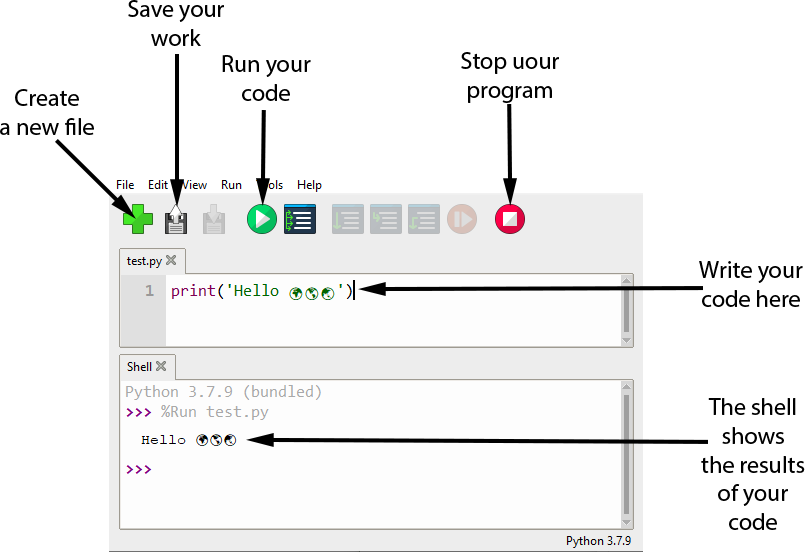 Save your
work
Run your
code
Stop uour
program
Create
a new file
File Edit View Run Tools Help
test.py
1 print('Hello 🌍🌎🌏')
Write your
code here
Shell
Python 3.7.9 (bundled)
>>> %Run test.py
Hello 🌍🌎🌏
>>>
The shell
shows
the results
of your
code
Python 3.7.9